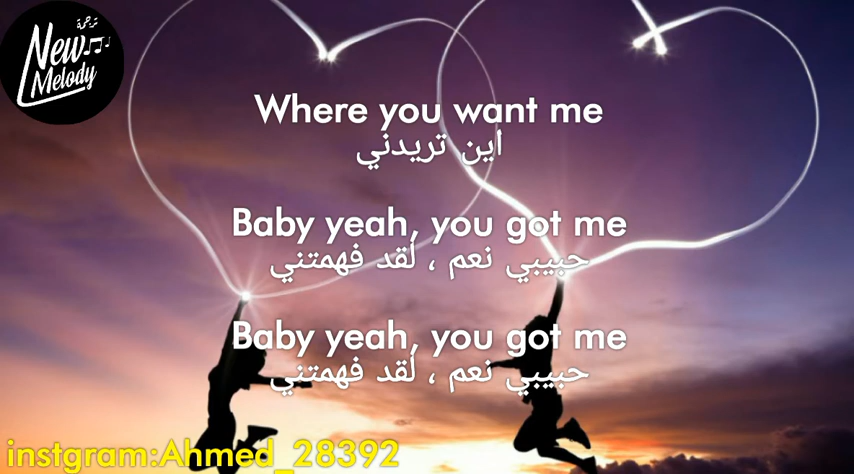 ترجمة
New
Melody
Where you want me
اين تريدني
Baby yeah, you got me
حبيبي نعم ، لقد فهمتني
Baby yeah, you got me
حبيبي نعم ، لقد فهمتني
instgram:Ahmed_28392